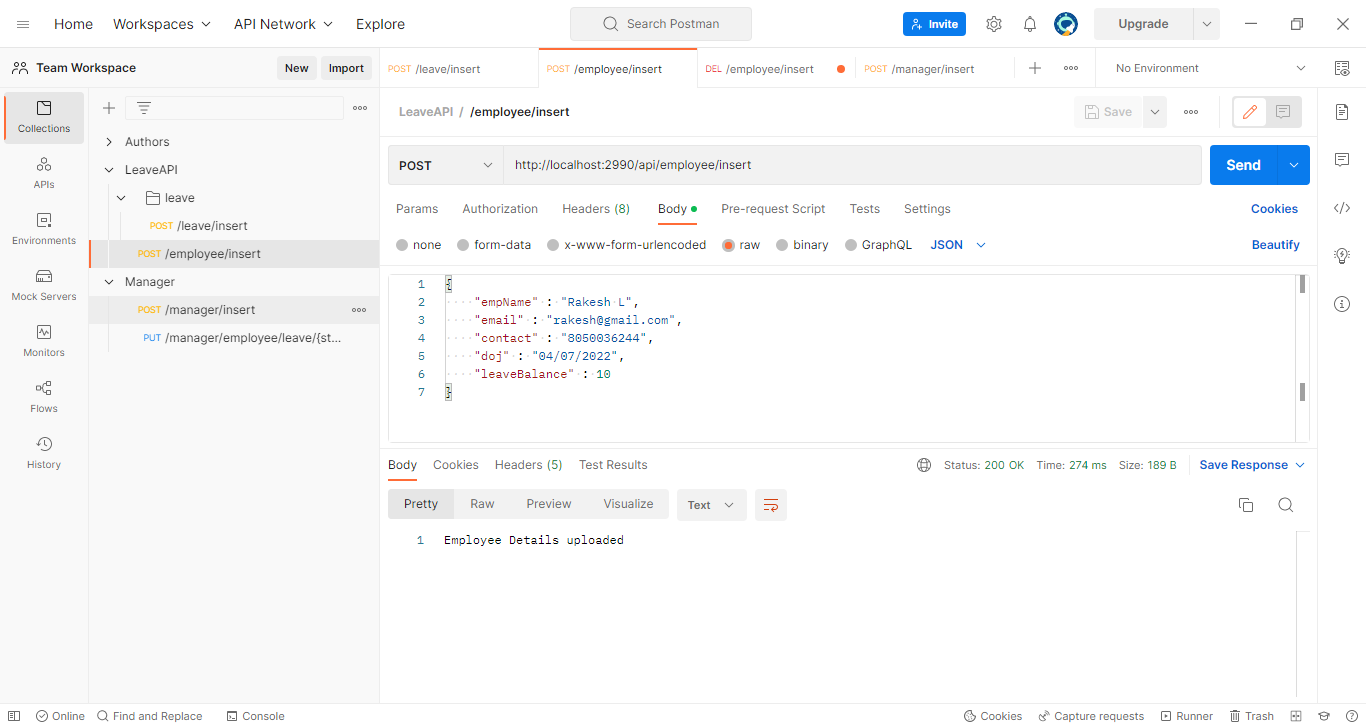 Home Workspaces API Network Explore Search Postman Invite Upgrade
Team Workspace New Import POST /leave/insert POST /employee/insert DEL /employee/insert POST /manager/insert No Environment
Collections
APIs
Environments
Mock Servers
Monitors
Flows
History
Authors
LeaveAPI
leave
POST /leave/insert
POST /employee/insert
Manager
POST /manager/insert
PUT /manager/employee/leave/{st...
LeaveAPI / /employee/insert Save
POST http://localhost:2990/api/employee/insert Send
Params Authorization Headers (8) Body Pre-request Script Tests Settings Cookies
none form-data x-www-form-urlencoded raw binary GraphQL JSON Beautify
1 {
2 "empName" : "Rakesh L",
3 "email" : "rakesh@gmail.com",
4 "contact" : "8050036244",
5 "doj" : "04/07/2022",
6 "leaveBalance" : 10
7 }
Body Cookies Headers (5) Test Results Status: 200 OK Time: 274 ms Size: 189 B Save Response
Pretty Raw Preview Visualize Text
1 Employee Details uploaded
Online Find and Replace Console Cookies Capture requests Runner Trash